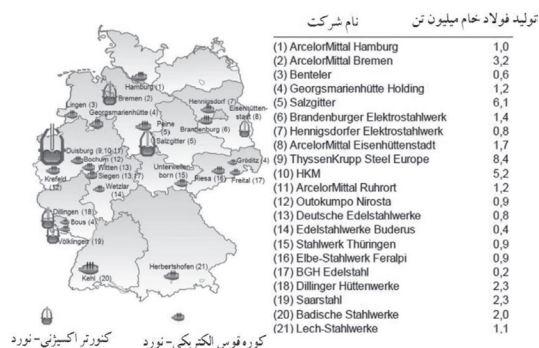 تولید فولاد خام میلیون تن
نام شرکت
(1) ArcelorMittal Hamburg 1,0
(2) ArcelorMittal Bremen 3,2
(3) Benteler 0,6
(4) Georgsmarienhütte Holding 1,2
(5) Salzgitter 6,1
(6) Brandenburger Elektrostahlwerk 1,4
(7) Hennigsdorfer Elektrostahlwerk 0,8
(8) ArcelorMittal Eisenhüttenstadt 1,7
(9) ThyssenKrupp Steel Europe 8,4
(10) HKM 5,2
(11) ArcelorMittal Ruhrort 1,2
(12) Outokumpo Nirosta 0,9
(13) Deutsche Edelstahlwerke 0,8
(14) Edelstahlwerke Buderus 0,4
(15) Stahlwerk Thüringen 0,9
(16) Elbe-Stahlwerk Feralpi 0,9
(17) BGH Edelstahl 0,2
(18) Dillinger Hüttenwerke 2,3
(19) Saarstahl 2,3
(20) Badische Stahlwerke 2,0
(21) Lech-Stahlwerke 1,1
Hamburg (1)
Bremen (2)
Lingen (3)
Georgsmarienhütte (4)
Peine
(5)
Salzgitter (5)
Hennigsdorf (7)
Brandenburg (6)
Eisenhütten-
stadt (8)
Duisburg (9,10,11)
Bochum (12)
Witten (13)
Siegen (13,17)
Krefeld
(12)
Wetzlar
(14)
Unterwellen-
born (15)
Riesa (16)
Gröditz (4)
Freital (17)
Dillingen (18)
Bous (4)
Völklingen (19)
Kehl (20)
Herbertshofen (21)
کنورتر اکسیژنی- نورد
کوره قوس الکتریکی- نورد